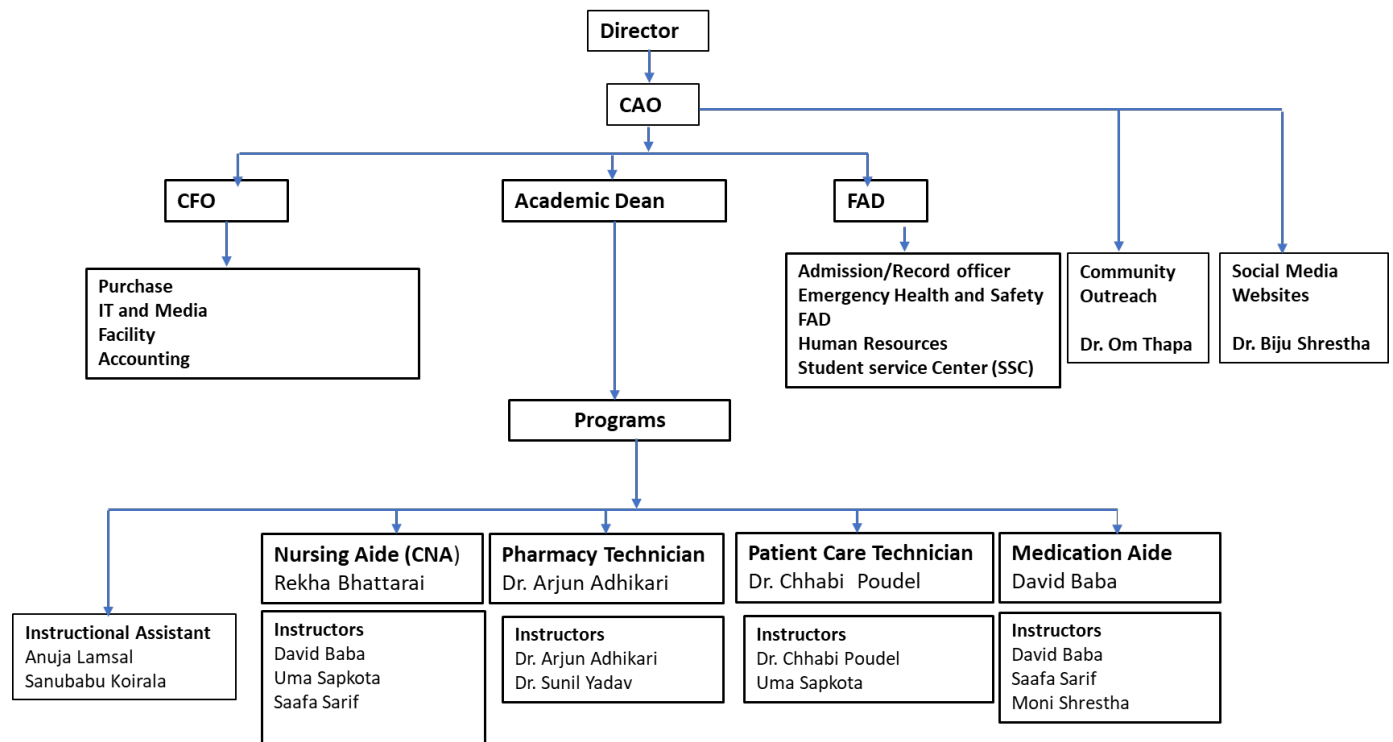 Director
CAO
CFO
Academic Dean
FAD
Purchase
IT and Media
Facility
Accounting
Admission/Record officer
Emergency Health and Safety
FAD
Human Resources
Student service Center (SSC)
Community
Outreach
Dr. Om Thapa
Social Media
Websites
Dr. Biju Shrestha
Programs
Nursing Aide (CNA)
Rekha Bhattarai
Pharmacy Technician
Dr. Arjun Adhikari
Patient Care Technician
Dr. Chhabi Poudel
Medication Aide
David Baba
Instructional Assistant
Anuja Lamsal
Sanubabu Koirala
Instructors
David Baba
Uma Sapkota
Saafa Sarif
Instructors
Dr. Arjun Adhikari
Dr. Sunil Yadav
Instructors
Dr. Chhabi Poudel
Uma Sapkota
Instructors
David Baba
Saafa Sarif
Moni Shrestha